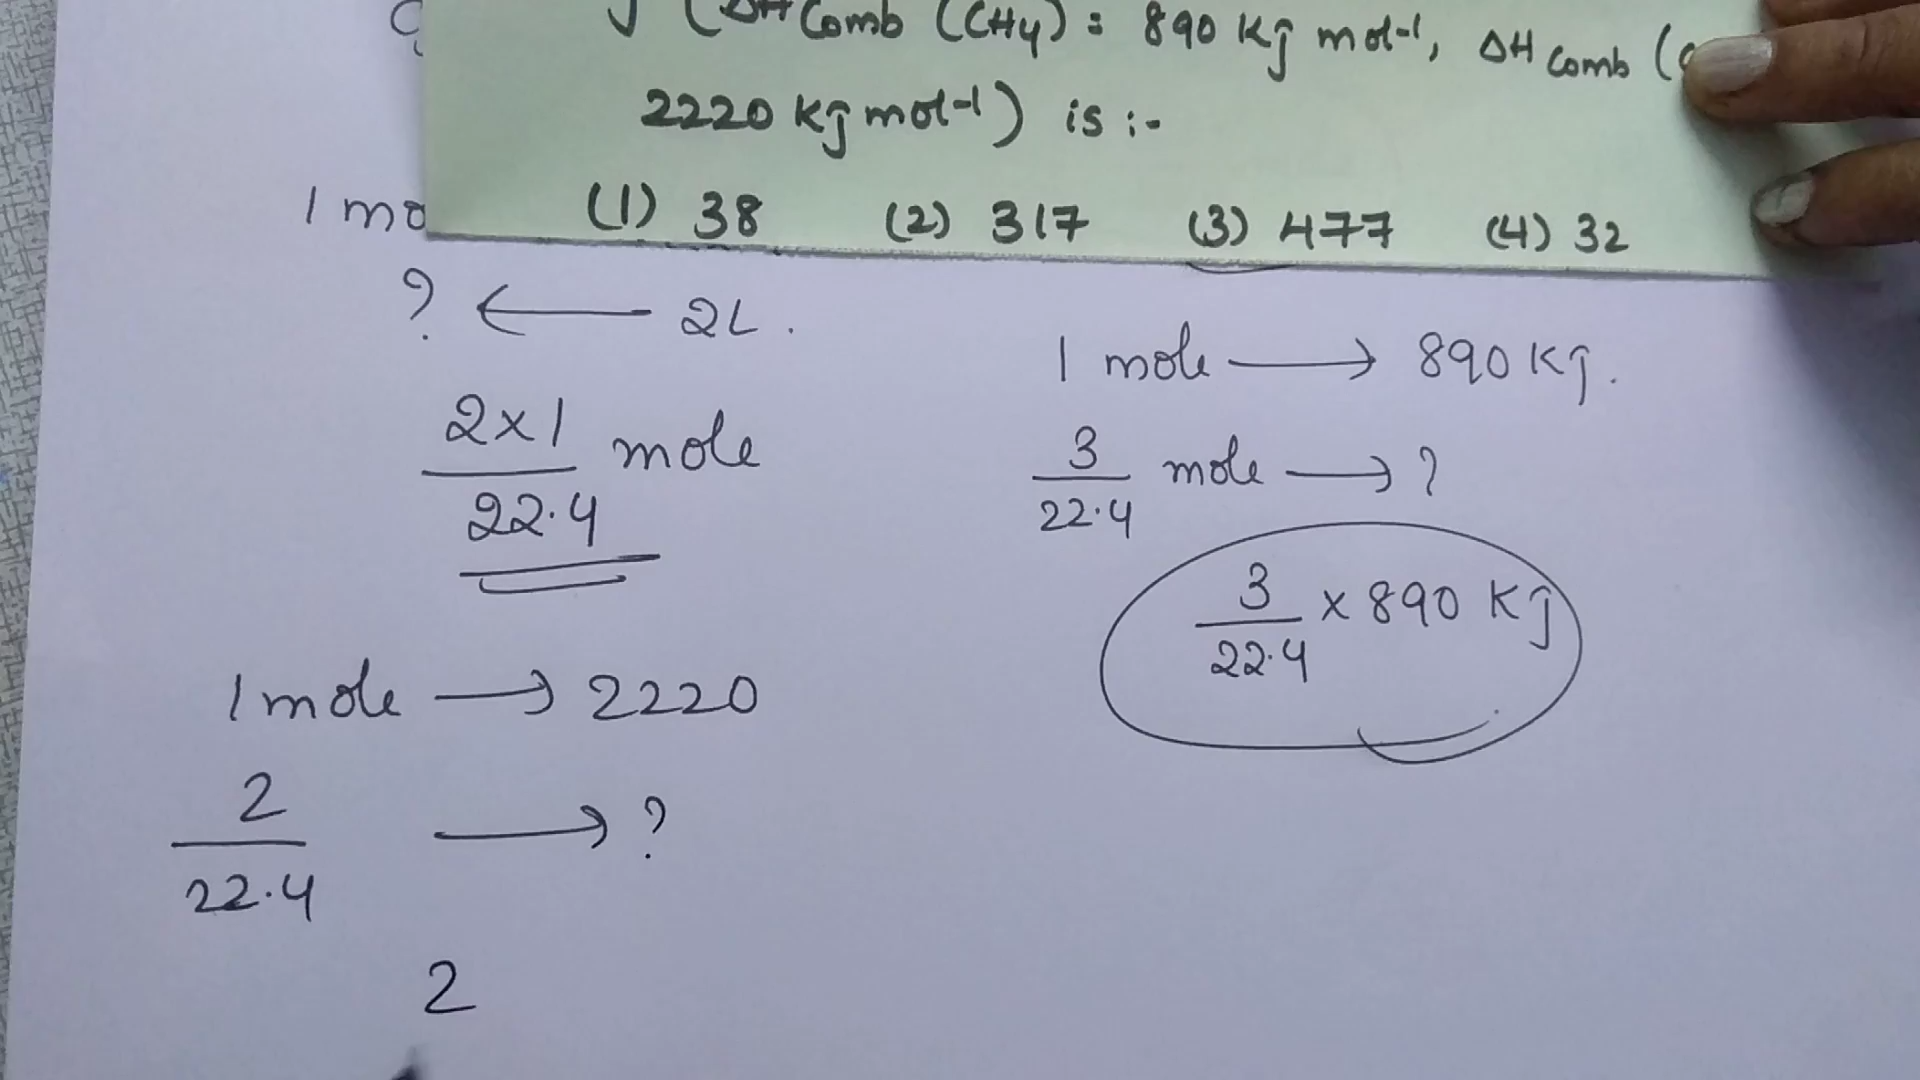 (ΔH Comb (CH4) = 890 KJ mol-1, ΔH Comb (
2220 KJ mol-1) is :-
(1) 38 (2) 317 (3) 477 (4) 32
1 mo
? ← 2L.
2×1
22.4
mole
1 mole → 2220
2
22.4
→ ?
2
1 mole → 890 KJ.
3
22.4
mole → ?
3
22.4
× 890 KJ